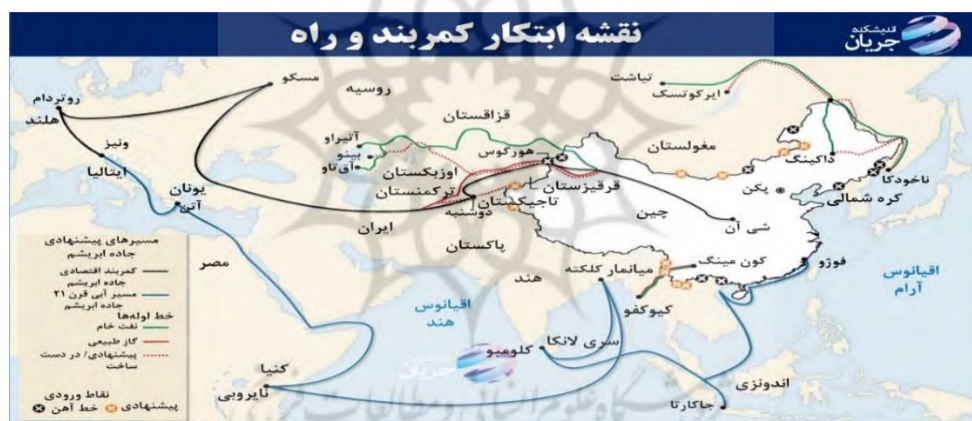 نقشه ابتکار کمربند و راه
اندیشکده
جریان
مسکو
روسیه
تیاشت
ایرکوتسک
روتردام
هلند
قزاقستان
آتیراو
بینو
آق‌تاو
هورگوس
مغولستان
داکینگ
ناخودکا
ونیز
ایتالیا
ازبکستان
ترکمنستان
قرقیزستان
تاجیکستان
دوشنبه
پکن
کره شمالی
یونان
آتن
ایران
چین
شی آن
مصر
پاکستان
هند
میانمار
کلکته
کون مینگ
کیوکفو
فوژو
اقیانوس
آرام
اقیانوس
هند
سری لانکا
کلومبو
جریان
کنیا
نایروبی
اندونزی
جاکارتا
مسیرهای پیشنهادی
جاده ابریشم
کمربند اقتصادی
جاده ابریشم
مسیر آبی قرن ۲۱
جاده ابریشم
خط لوله‌ها
نفت خام
گاز طبیعی
پیشنهادی/ در دست
ساخت
نقاط ورودی
پیشنهادی
خط آهن